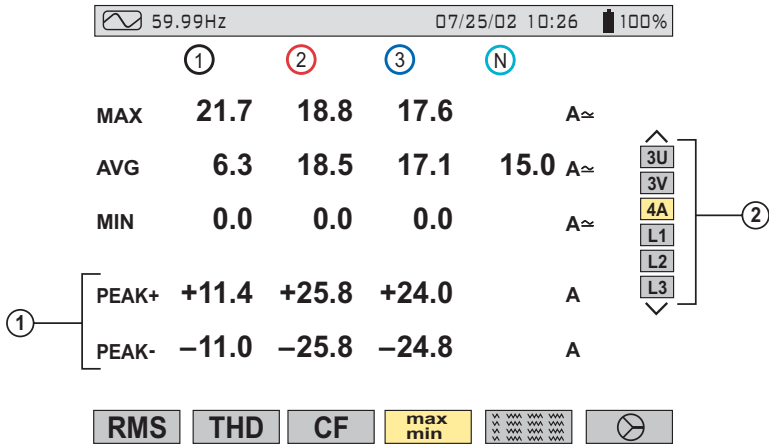 59.99Hz 07/25/02 10:26 100%
1 2 3 N
MAX 21.7 18.8 17.6 A≃
AVG 6.3 18.5 17.1 15.0 A≃
MIN 0.0 0.0 0.0 A≃
PEAK+ +11.4 +25.8 +24.0 A
PEAK- –11.0 –25.8 –24.8 A
1
3U
3V
4A
L1
L2
L3
2
RMS THD CF max min